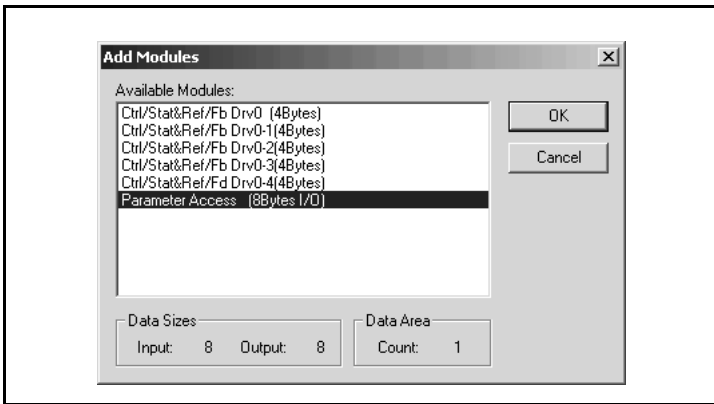 Add Modules
Available Modules:
Ctrl/Stat&Ref/Fb Drv0 (4Bytes)
Ctrl/Stat&Ref/Fb Drv0-1(4Bytes)
Ctrl/Stat&Ref/Fb Drv0-2(4Bytes)
Ctrl/Stat&Ref/Fb Drv0-3(4Bytes)
Ctrl/Stat&Ref/Fd Drv0-4(4Bytes)
Parameter Access (8Bytes I/O)
OK
Cancel
Data Sizes
Input: 8 Output: 8
Data Area
Count: 1